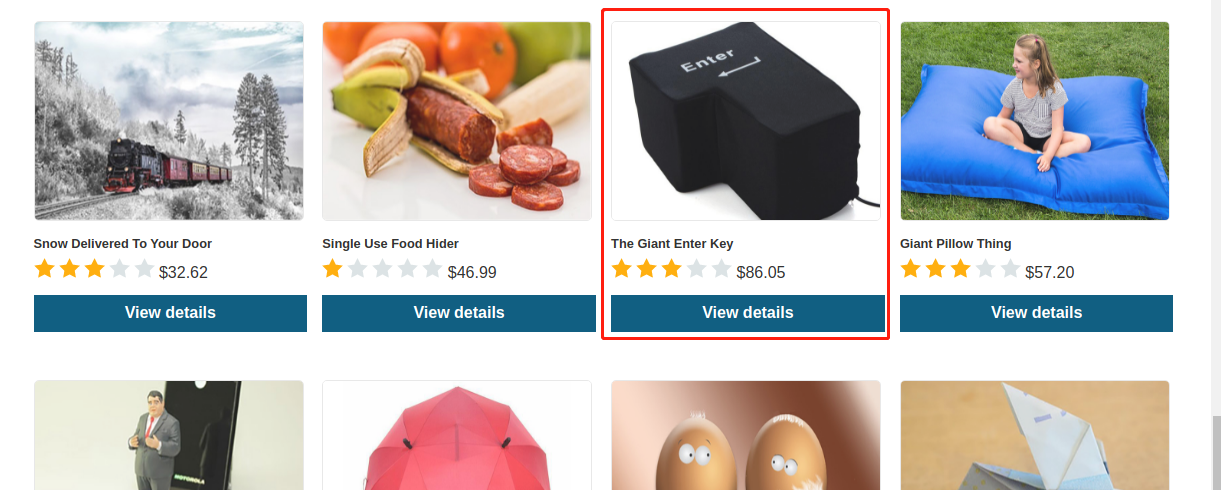 Enter
Snow Delivered To Your Door
Single Use Food Hider
The Giant Enter Key
Giant Pillow Thing
$32.62
$46.99
$86.05
$57.20
View details
View details
View details
View details
MOTOROLA